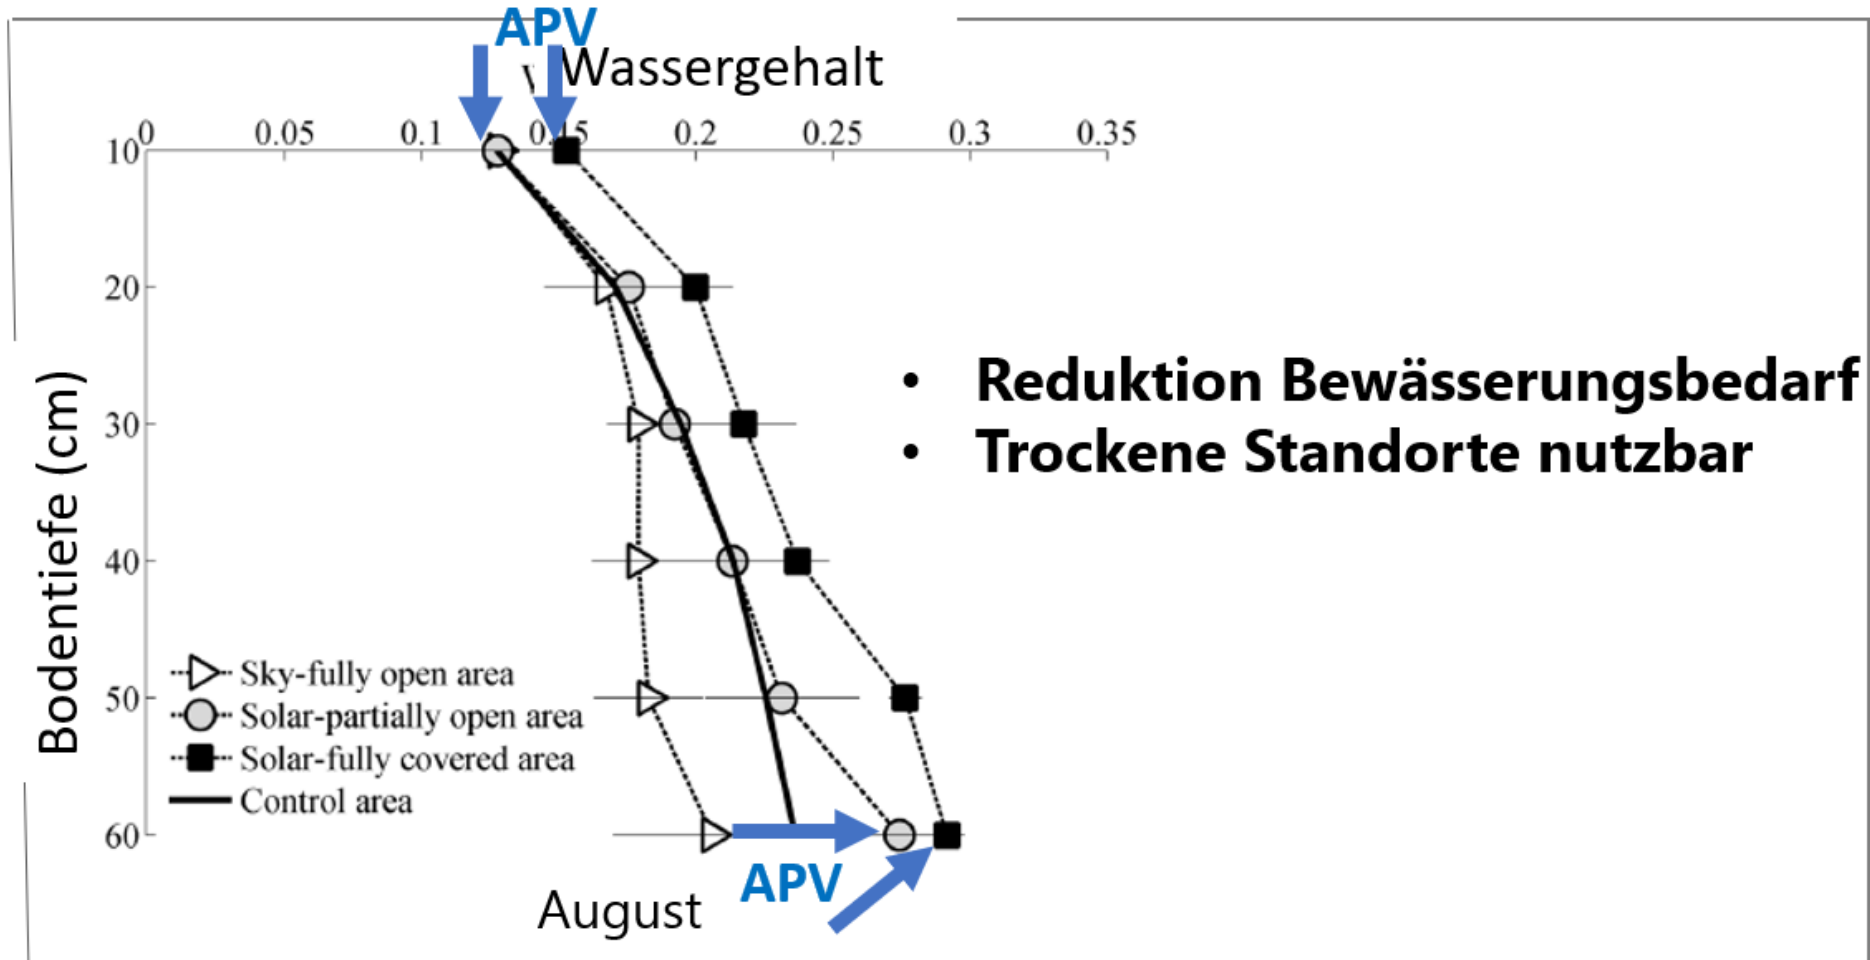 APV
Wassergehalt
0 0.05 0.1 0.15 0.2 0.25 0.3 0.35
10
20
30
40
50
60
Bodentiefe (cm)
• Reduktion Bewässerungsbedarf
• Trockene Standorte nutzbar
Sky-fully open area
Solar-partially open area
Solar-fully covered area
Control area
APV
August